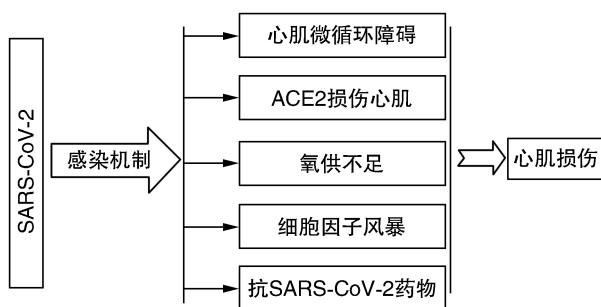 SARS-CoV-2
感染机制
心肌微循环障碍
ACE2损伤心肌
氧供不足
细胞因子风暴
抗SARS-CoV-2药物
心肌损伤